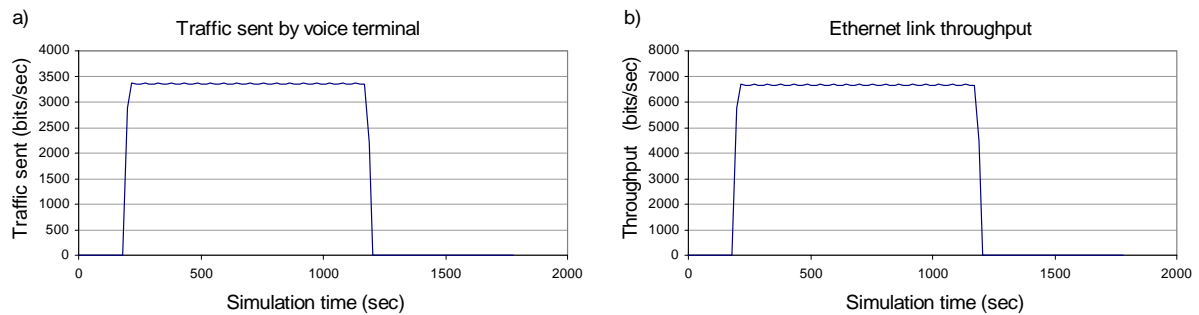 a)
Traffic sent by voice terminal
4000
3500
3000
2500
2000
1500
1000
500
0
Traffic sent (bits/sec)
0 500 1000 1500 2000
Simulation time (sec)
b)
Ethernet link throughput
8000
7000
6000
5000
4000
3000
2000
1000
0
Throughput (bits/sec)
0 500 1000 1500 2000
Simulation time (sec)